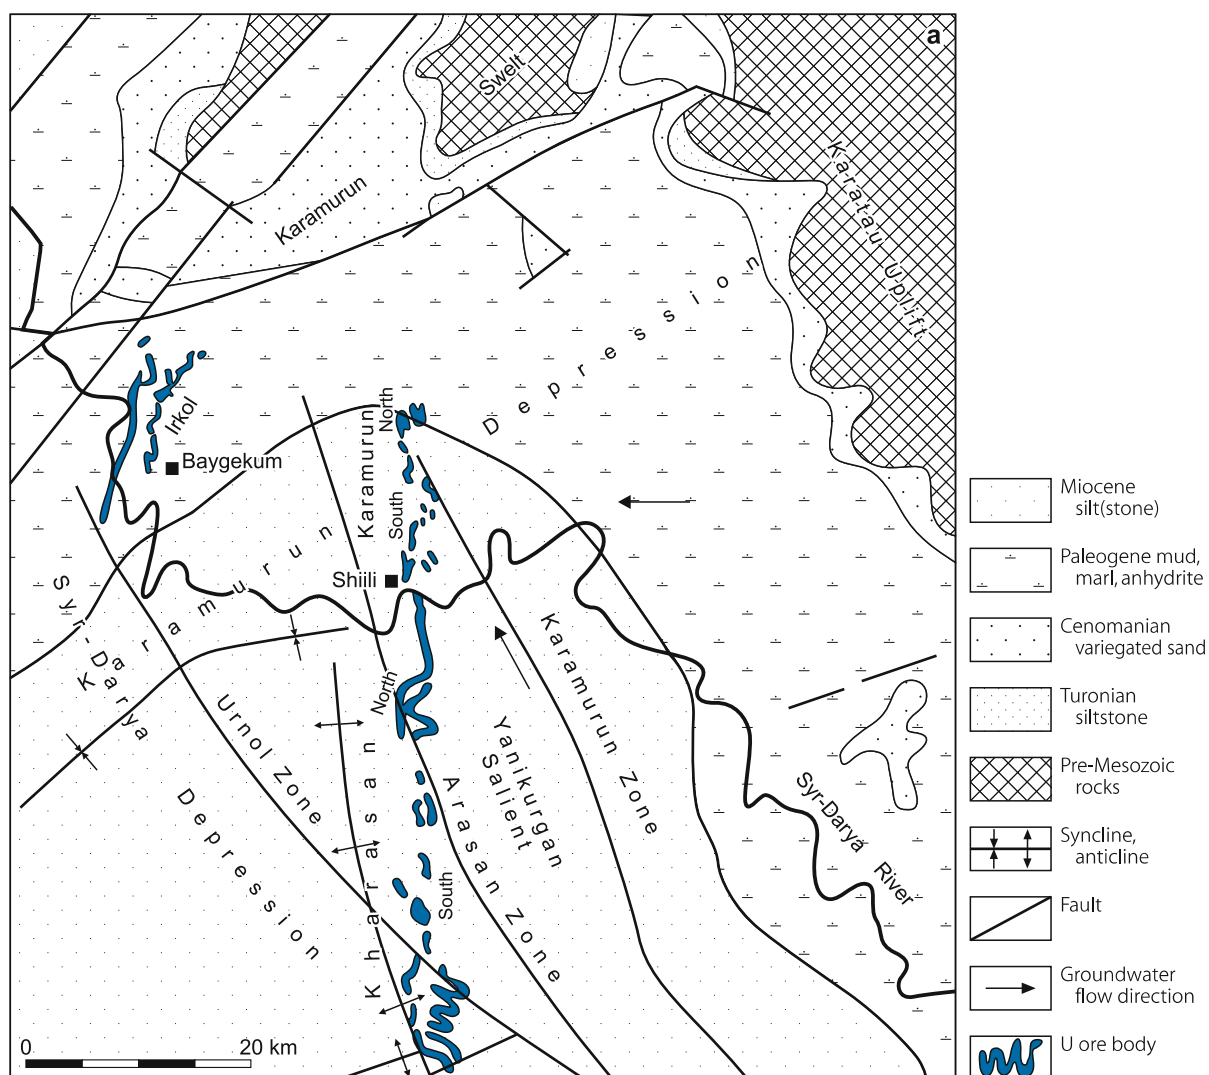 a
Swelt
Karatau Uplift
Karamurun
Depression
Irkol
Baygekum
Karamurun
North
South
Shiili
Karamurun
Syr-Darya
Depression
Urnol Zone
Kharasan
North
South
Arasan Zone
Yanikurgan
Salient
Karamurun Zone
Syr-Daryá River
0 20 km
Miocene
silt(stone)
Paleogene mud,
marl, anhydrite
Cenomanian
variegated sand
Turonian
siltstone
Pre-Mesozoic
rocks
Syncline,
anticline
Fault
Groundwater
flow direction
U ore body